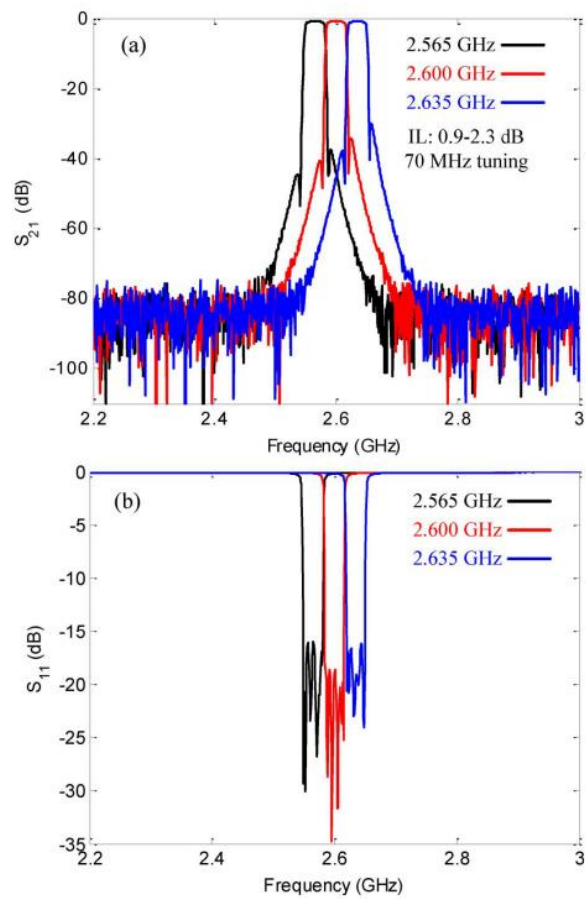 0
(a)
2.565 GHz
2.600 GHz
2.635 GHz
IL: 0.9-2.3 dB
70 MHz tuning
-20
-40
-60
-80
-100
S21 (dB)
2.2 2.4 2.6 2.8 3
Frequency (GHz)
0
(b)
2.565 GHz
2.600 GHz
2.635 GHz
-5
-10
-15
-20
-25
-30
-35
S11 (dB)
2.2 2.4 2.6 2.8 3
Frequency (GHz)